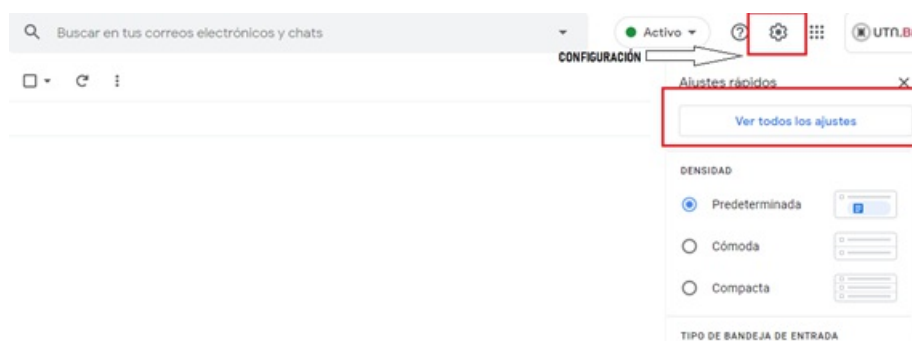 Buscar en tus correos electrónicos y chats
Activo
UTN.B
CONFIGURACIÓN
Ajustes rápidos
Ver todos los ajustes
DENSIDAD
Predeterminada
Cómoda
Compacta
TIPO DE BANDEJA DE ENTRADA